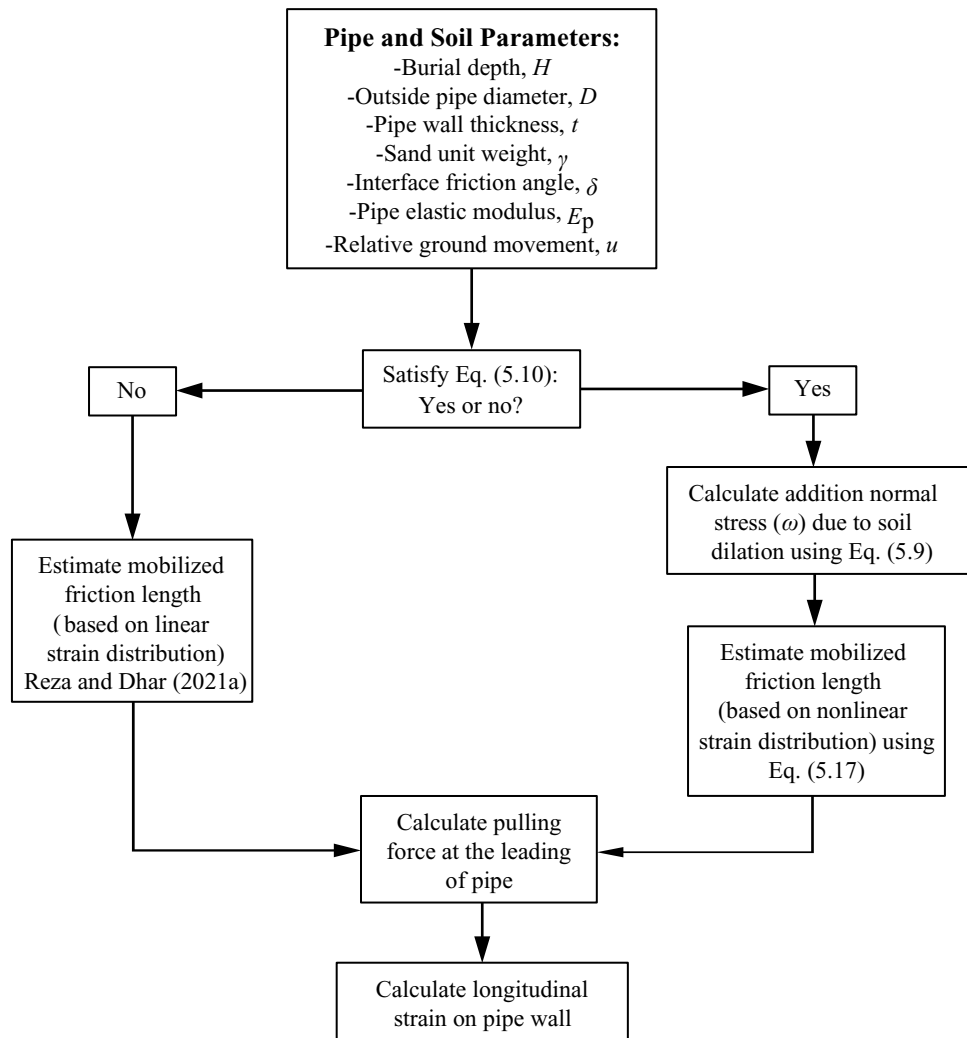 Pipe and Soil Parameters:
-Burial depth, H
-Outside pipe diameter, D
-Pipe wall thickness, t
-Sand unit weight, γ
-Interface friction angle, δ
-Pipe elastic modulus, Ep
-Relative ground movement, u
Satisfy Eq. (5.10):
Yes or no?
No
Yes
Calculate addition normal
stress (ω) due to soil
dilation using Eq. (5.9)
Estimate mobilized
friction length
(based on linear
strain distribution)
Reza and Dhar (2021a)
Estimate mobilized
friction length
(based on nonlinear
strain distribution) using
Eq. (5.17)
Calculate pulling
force at the leading
of pipe
Calculate longitudinal
strain on pipe wall